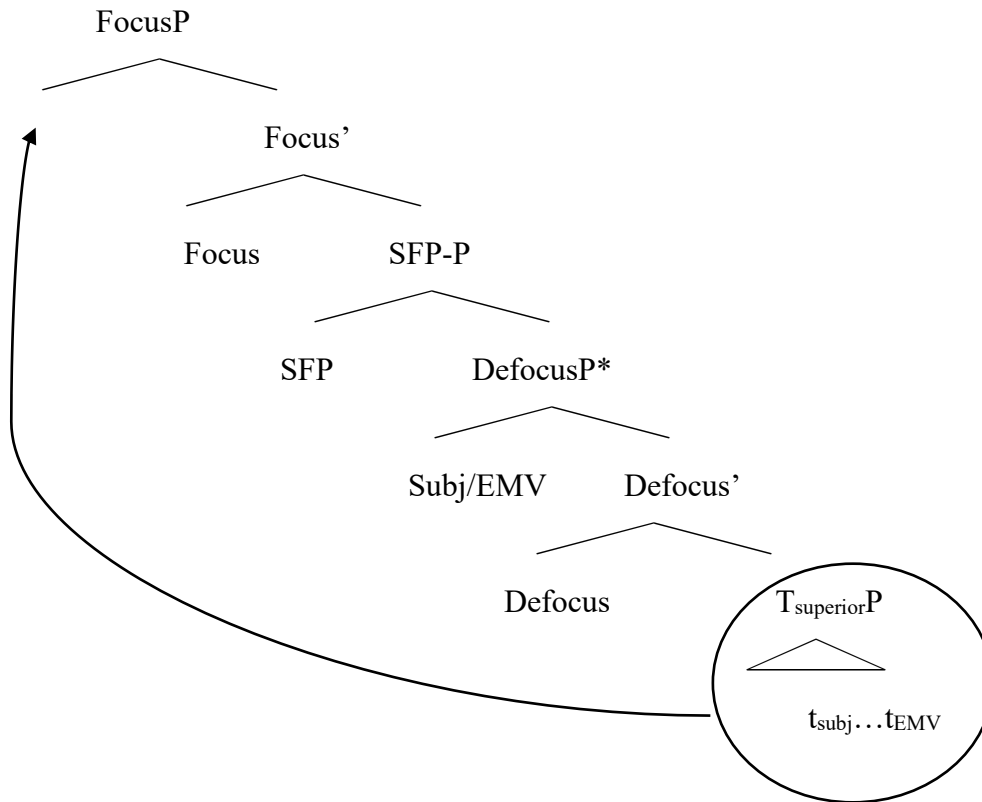 FocusP
Focus’
Focus SFP-P
SFP DefocusP*
Subj/EMV Defocus’
Defocus TsuperiorP
tsubj…tEMV